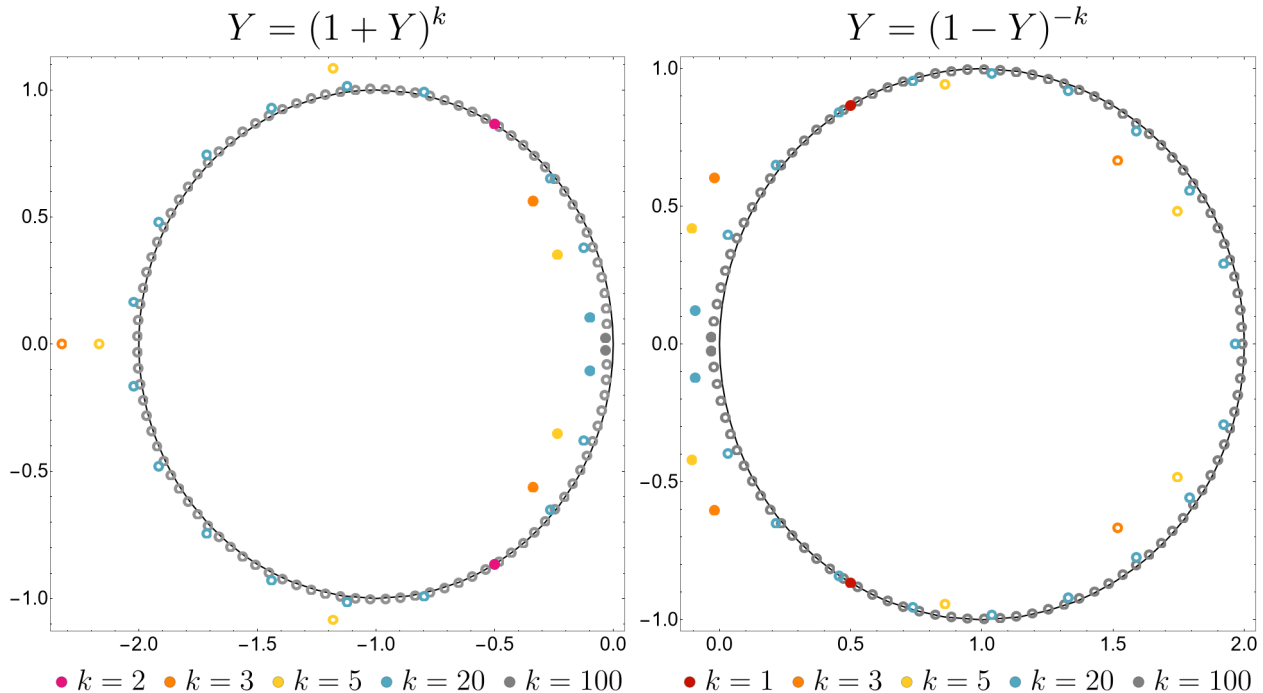 Y = (1 + Y)^k
Y = (1 − Y)^{−k}
1.0
0.5
0.0
−0.5
−1.0
−2.0 −1.5 −1.0 −0.5 0.0
1.0
0.5
0.0
−0.5
−1.0
0.0 0.5 1.0 1.5 2.0
k = 2 k = 3 k = 5 k = 20 k = 100
k = 1 k = 3 k = 5 k = 20 k = 100